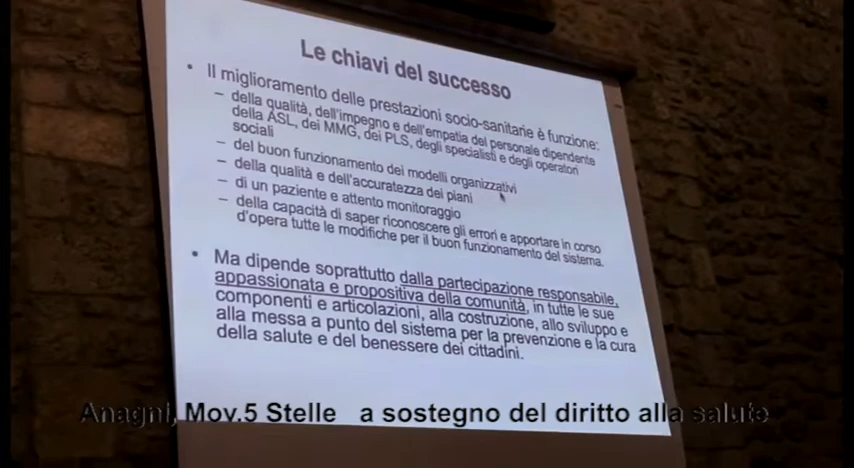 Le chiavi del successo
• Il miglioramento delle prestazioni socio-sanitarie è funzione:
– della qualità, dell'impegno e dell'empatia del personale dipendente
della ASL, dei MMG, dei PLS, degli specialisti e degli operatori
sociali
– del buon funzionamento dei modelli organizzativi
– della qualità e dell'accuratezza dei piani
– di un paziente e attento monitoraggio
– della capacità di saper riconoscere gli errori e apportare in corso
d'opera tutte le modifiche per il buon funzionamento del sistema.
• Ma dipende soprattutto dalla partecipazione responsabile,
appassionata e propositiva della comunità, in tutte le sue
componenti e articolazioni, alla costruzione, allo sviluppo e
alla messa a punto del sistema per la prevenzione e la cura
della salute e del benessere dei cittadini.
Anagni, Mov.5 Stelle a sostegno del diritto alla salute